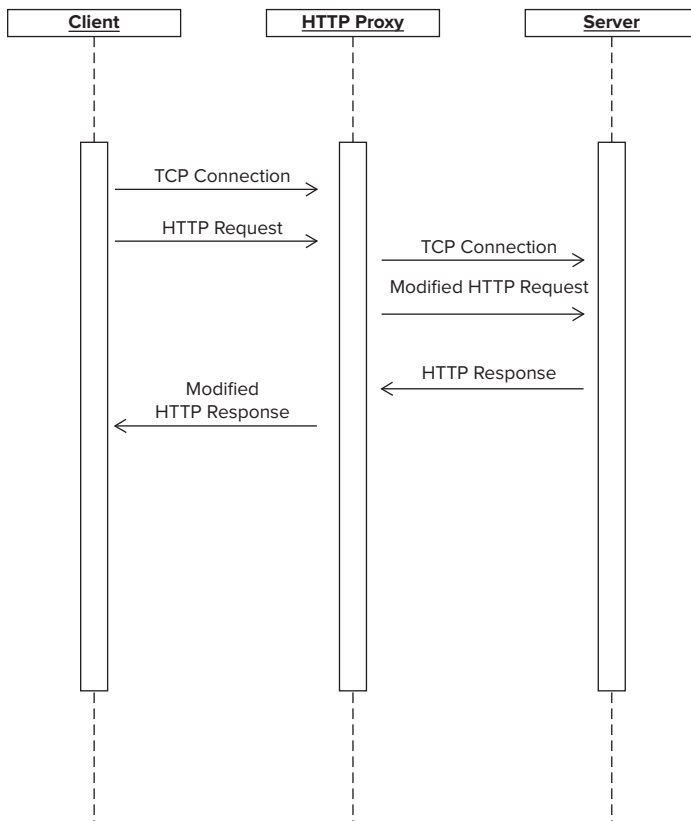 Client
HTTP Proxy
Server
TCP Connection
HTTP Request
TCP Connection
Modified HTTP Request
HTTP Response
Modified
HTTP Response